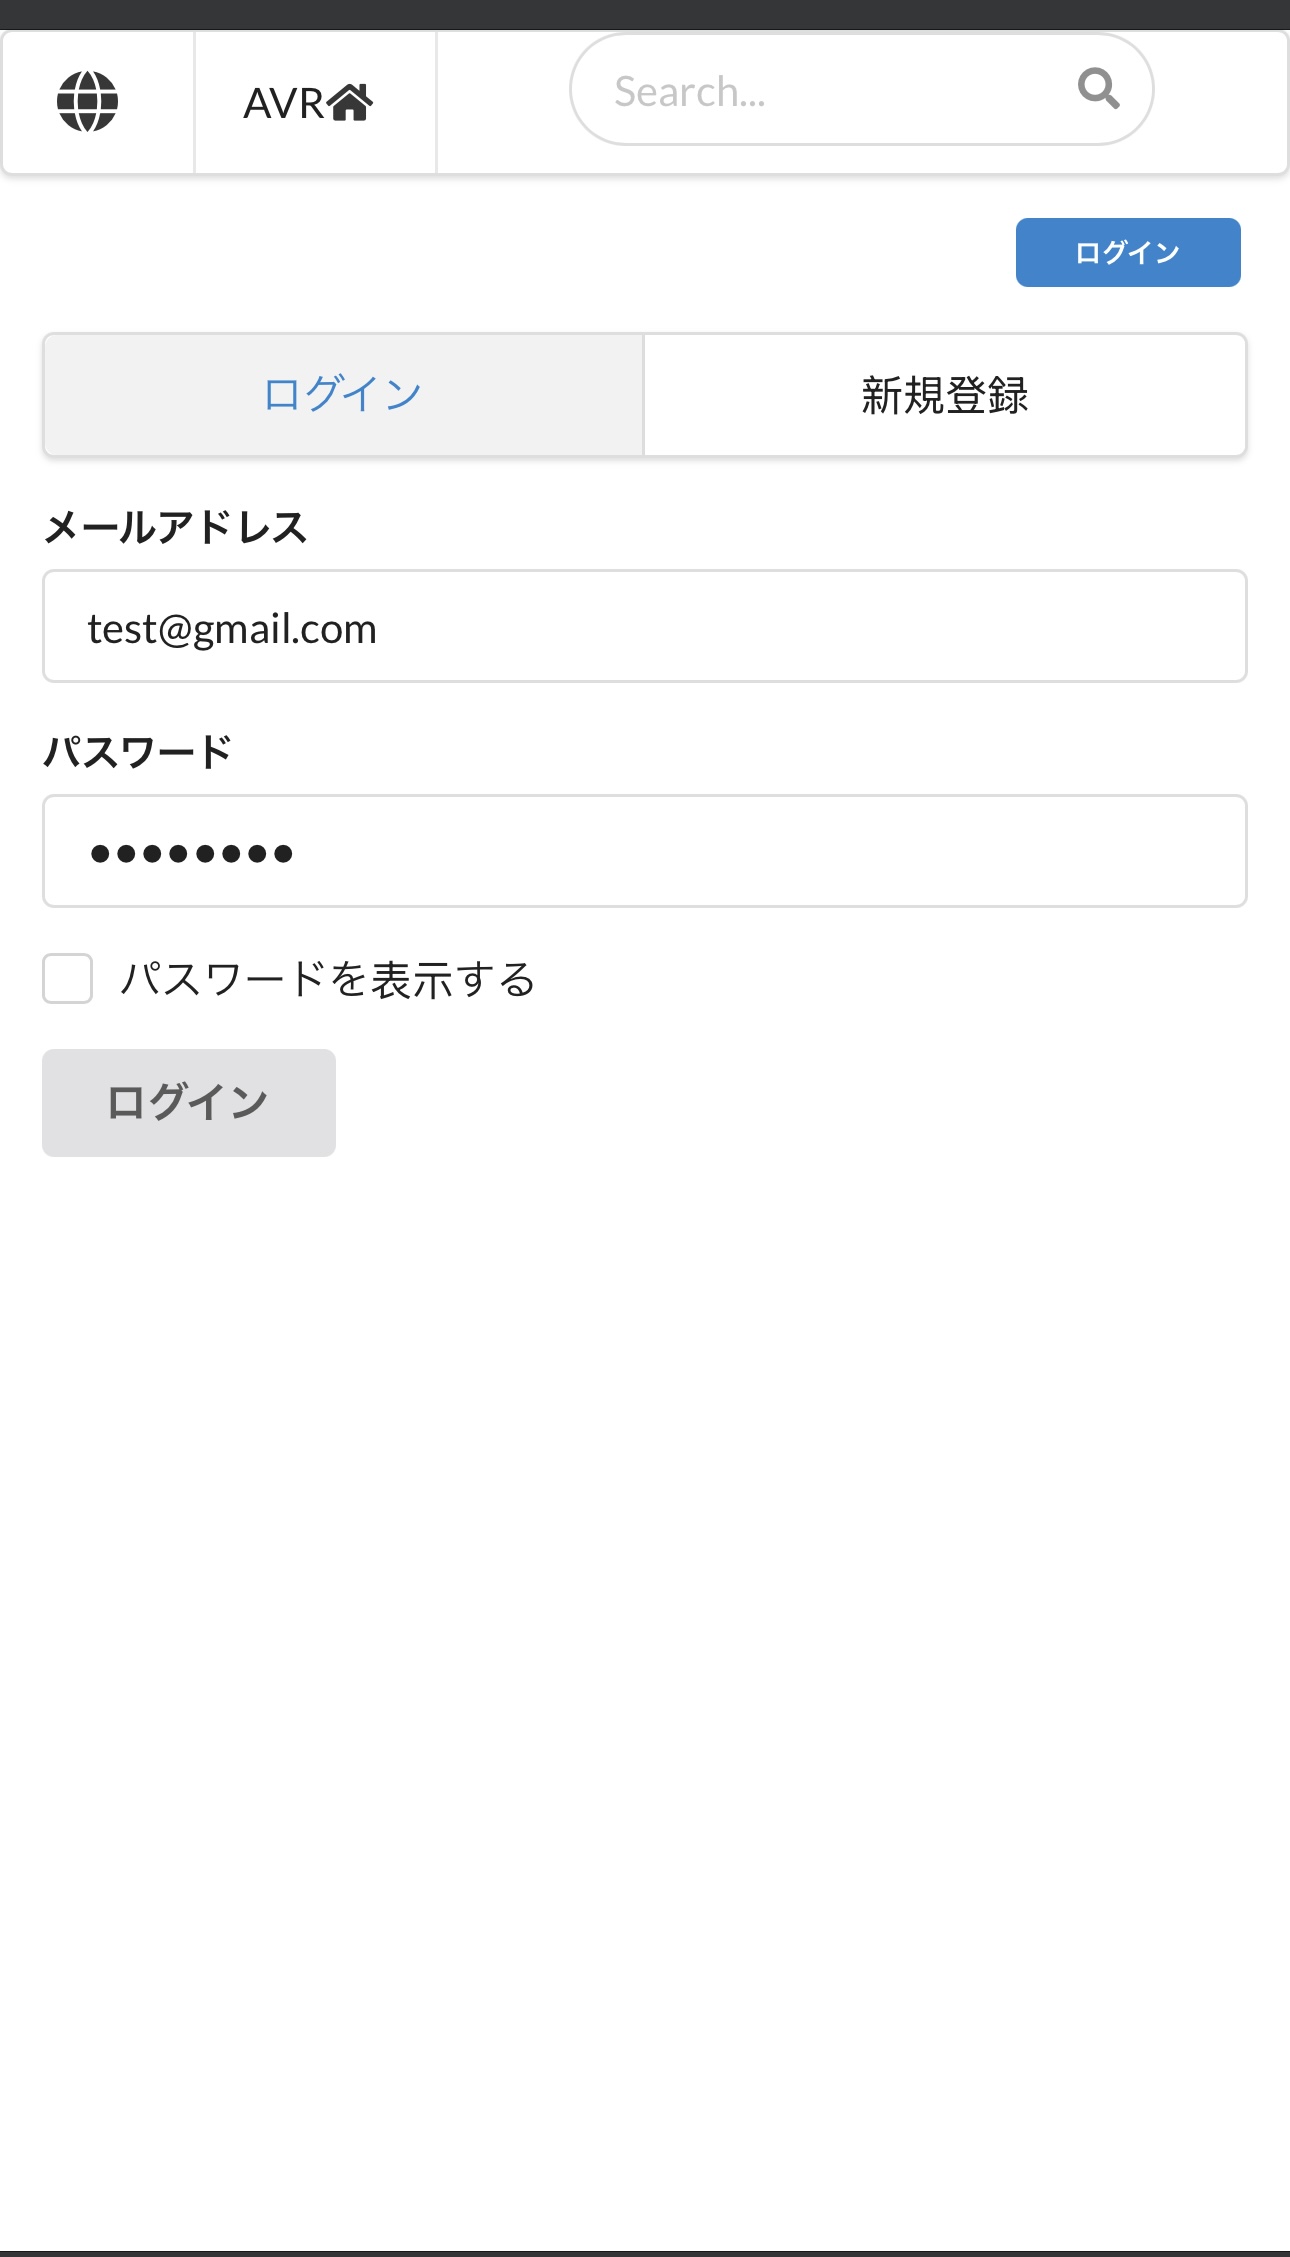 AVR
Search...
ログイン
ログイン
新規登録
メールアドレス
test@gmail.com
パスワード
••••••••
パスワードを表示する
ログイン